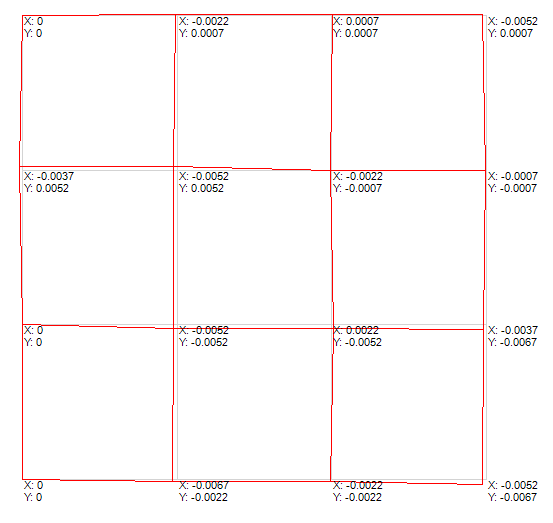 X: 0
Y: 0
X: -0.0022
Y: 0.0007
X: 0.0007
Y: 0.0007
X: -0.0052
Y: 0.0007
X: -0.0037
Y: 0.0052
X: -0.0052
Y: 0.0052
X: -0.0022
Y: -0.0007
X: -0.0007
Y: -0.0007
X: 0
Y: 0
X: -0.0052
Y: -0.0052
X: 0.0022
Y: -0.0052
X: -0.0037
Y: -0.0067
X: 0
Y: 0
X: -0.0067
Y: -0.0022
X: -0.0022
Y: -0.0022
X: -0.0052
Y: -0.0067